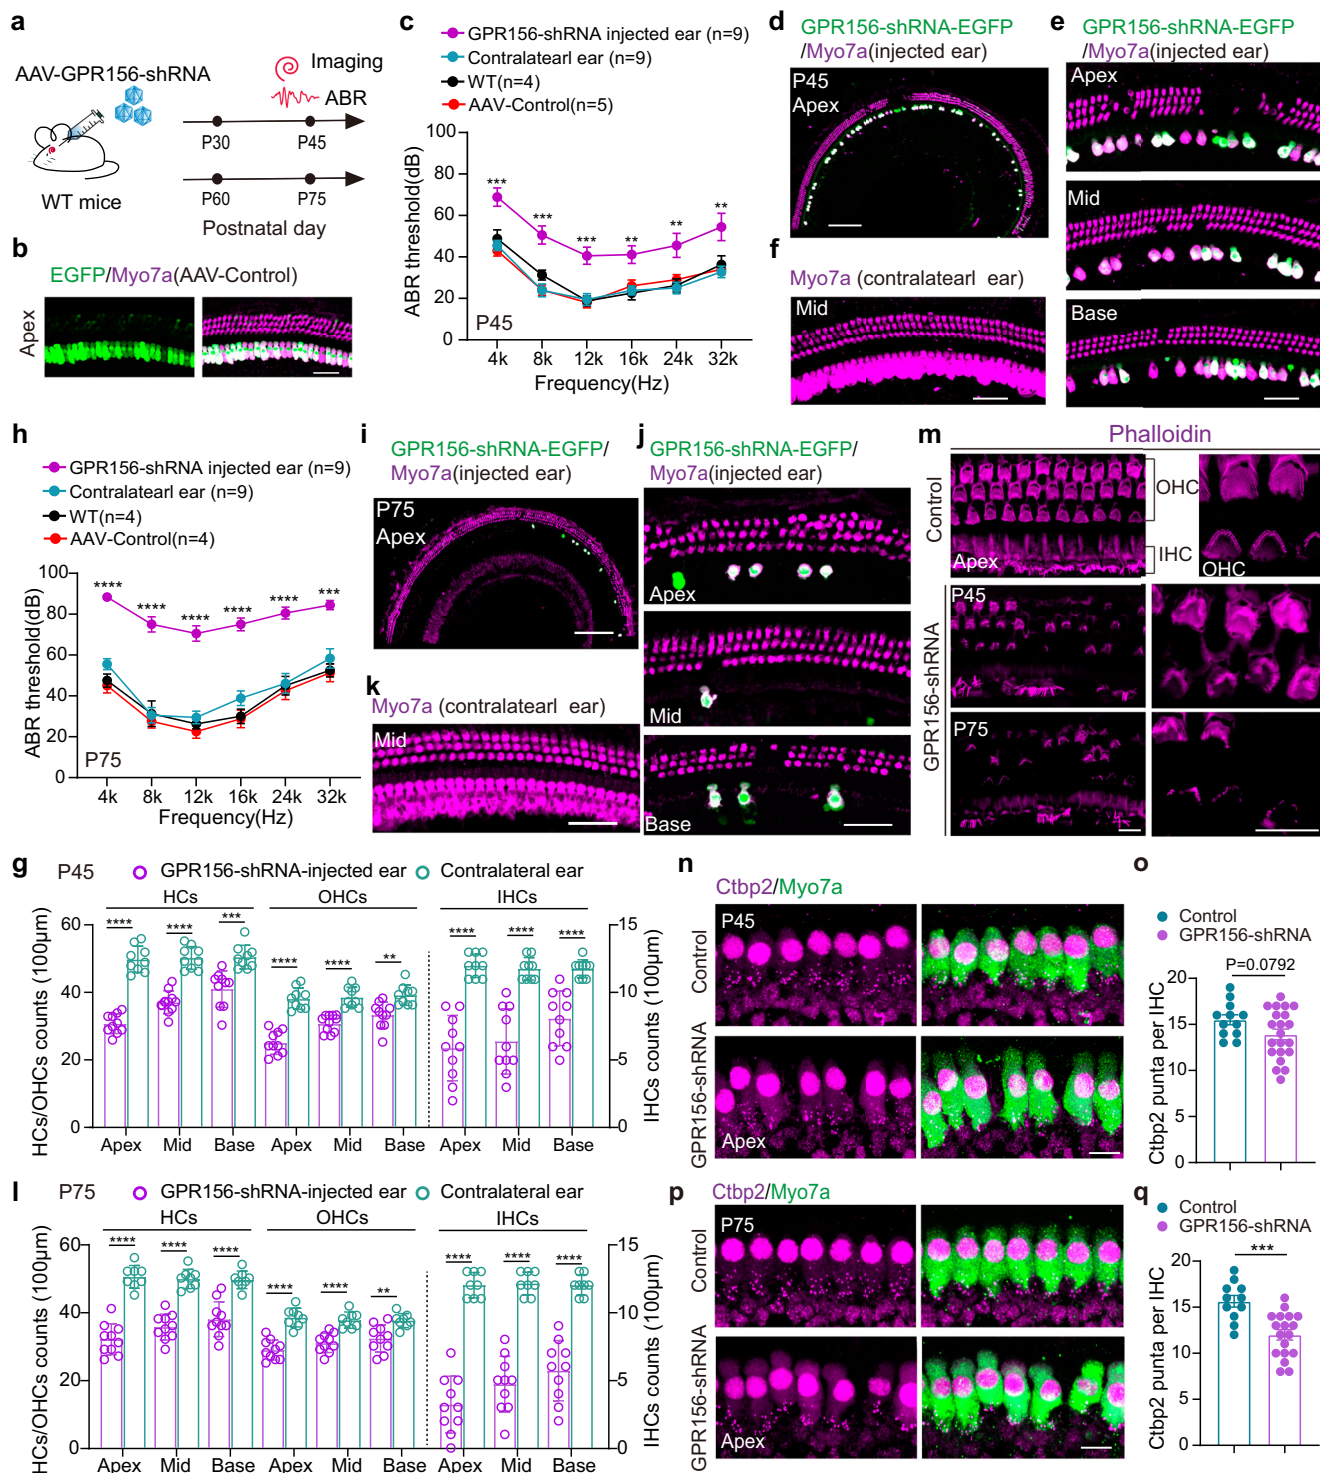 a
AAV-GPR156-shRNA
WT mice
Imaging
ABR
P30
P45
P60
P75
Postnatal day
b
EGFP/Myo7a(AAV-Control)
Apex
c
GPR156-shRNA injected ear (n=9)
Contralatearl ear (n=9)
WT(n=4)
AAV-Control(n=5)
ABR threshold(dB)
80
60
40
20
0
*** *** *** ** ** **
P45
4k 8k 12k 16k 24k 32k
Frequency(Hz)
d
GPR156-shRNA-EGFP
/Myo7a(injected ear)
P45
Apex
e
GPR156-shRNA-EGFP
/Myo7a(injected ear)
Apex
Mid
Base
f
Myo7a (contralatearl ear)
Mid
h
GPR156-shRNA injected ear (n=9)
Contralatearl ear (n=9)
WT(n=4)
AAV-Control(n=4)
ABR threshold(dB)
100
80
60
40
20
0
**** **** **** **** **** ***
P75
4k 8k 12k 16k 24k 32k
Frequency(Hz)
i
GPR156-shRNA-EGFP/
Myo7a(injected ear)
P75
Apex
j
GPR156-shRNA-EGFP/
Myo7a(injected ear)
Apex
Mid
Base
k
Myo7a (contralatearl ear)
Mid
m
Phalloidin
Control
Apex
OHC
IHC
OHC
GPR156-shRNA
P45
P75
g
P45
GPR156-shRNA-injected ear
Contralateral ear
HCs OHCs IHCs
HCs/OHCs counts (100μm)
60
40
20
0
**** **** *** **** **** ** **** **** ****
15
10
5
0
IHCs counts (100μm)
Apex Mid Base Apex Mid Base Apex Mid Base
l
P75
GPR156-shRNA-injected ear
Contralateral ear
HCs OHCs IHCs
HCs/OHCs counts (100μm)
60
40
20
0
**** **** **** **** **** ** **** **** ****
15
10
5
0
IHCs counts (100μm)
Apex Mid Base Apex Mid Base Apex Mid Base
n
Ctbp2/Myo7a
P45
Control
GPR156-shRNA
Apex
o
Control
GPR156-shRNA
P=0.0792
Ctbp2 punta per IHC
20
15
10
5
0
p
Ctbp2/Myo7a
P75
Control
GPR156-shRNA
Apex
q
Control
GPR156-shRNA
***
Ctbp2 punta per IHC
20
15
10
5
0